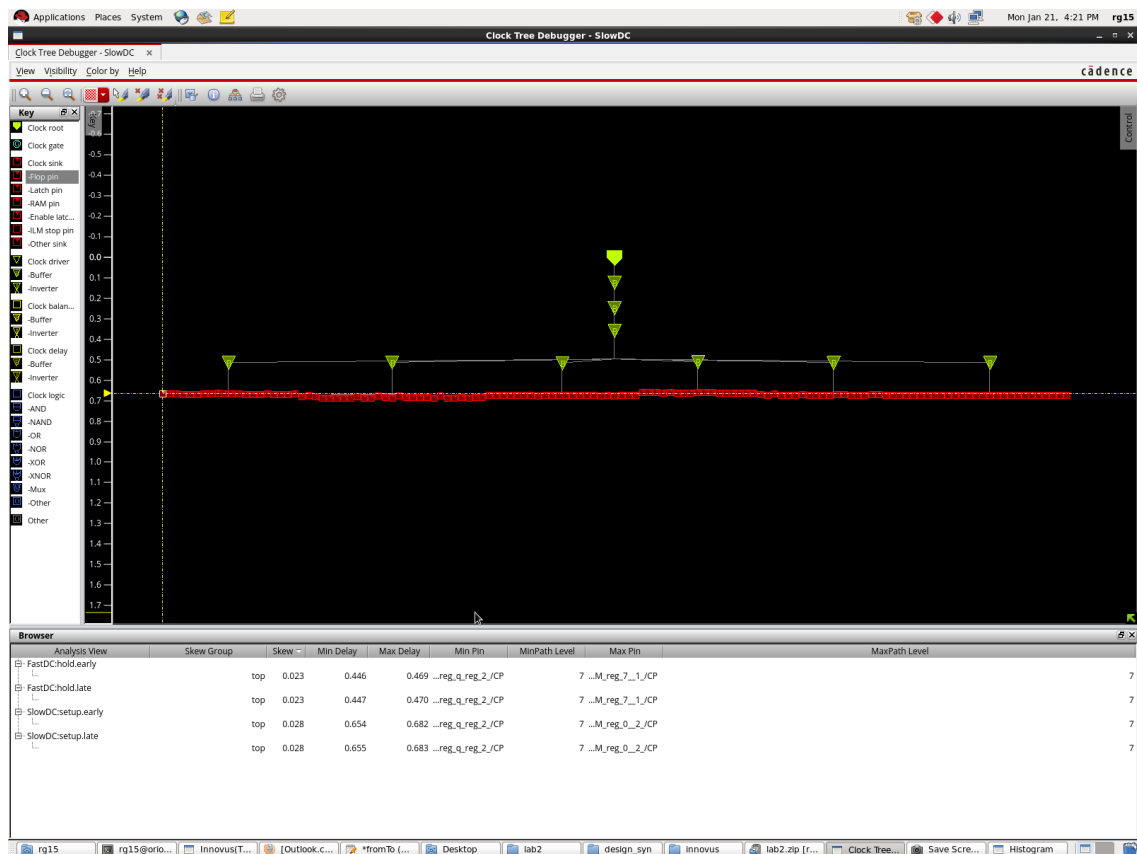 Applications Places System Mon Jan 21, 4:21 PM rg15
Clock Tree Debugger - SlowDC
Clock Tree Debugger - SlowDC ×
View Visibility Color by Help cādence
Key
Clock root
Clock gate
Clock sink
-Flop pin
-Latch pin
-RAM pin
-Enable latc...
-ILM stop pin
-Other sink
Clock driver
-Buffer
-Inverter
Clock balan...
-Buffer
-Inverter
Clock delay
-Buffer
-Inverter
Clock logic
-AND
-NAND
-OR
-NOR
-XOR
-XNOR
-Mux
-Other
Other
Key
Control
-0.7
-0.6
-0.5
-0.4
-0.3
-0.2
-0.1
0.0
0.1
0.2
0.3
0.4
0.5
0.6
0.7
0.8
0.9
1.0
1.1
1.2
1.3
1.4
1.5
1.6
1.7
Browser
Analysis View Skew Group Skew Min Delay Max Delay Min Pin MinPath Level Max Pin MaxPath Level
FastDC:hold.early
top 0.023 0.446 0.469 ...reg_q_reg_2_/CP 7 ...M_reg_7__1_/CP 7
FastDC:hold.late
top 0.023 0.447 0.470 ...reg_q_reg_2_/CP 7 ...M_reg_7__1_/CP 7
SlowDC:setup.early
top 0.028 0.654 0.682 ...reg_q_reg_2_/CP 7 ...M_reg_0__2_/CP 7
SlowDC:setup.late
top 0.028 0.655 0.683 ...reg_q_reg_2_/CP 7 ...M_reg_0__2_/CP 7
rg15 rg15@orio... Innovus(T... [Outlook.c... *fromTo (... Desktop lab2 design_syn innovus lab2.zip [r... Clock Tree... Save Scre... Histogram